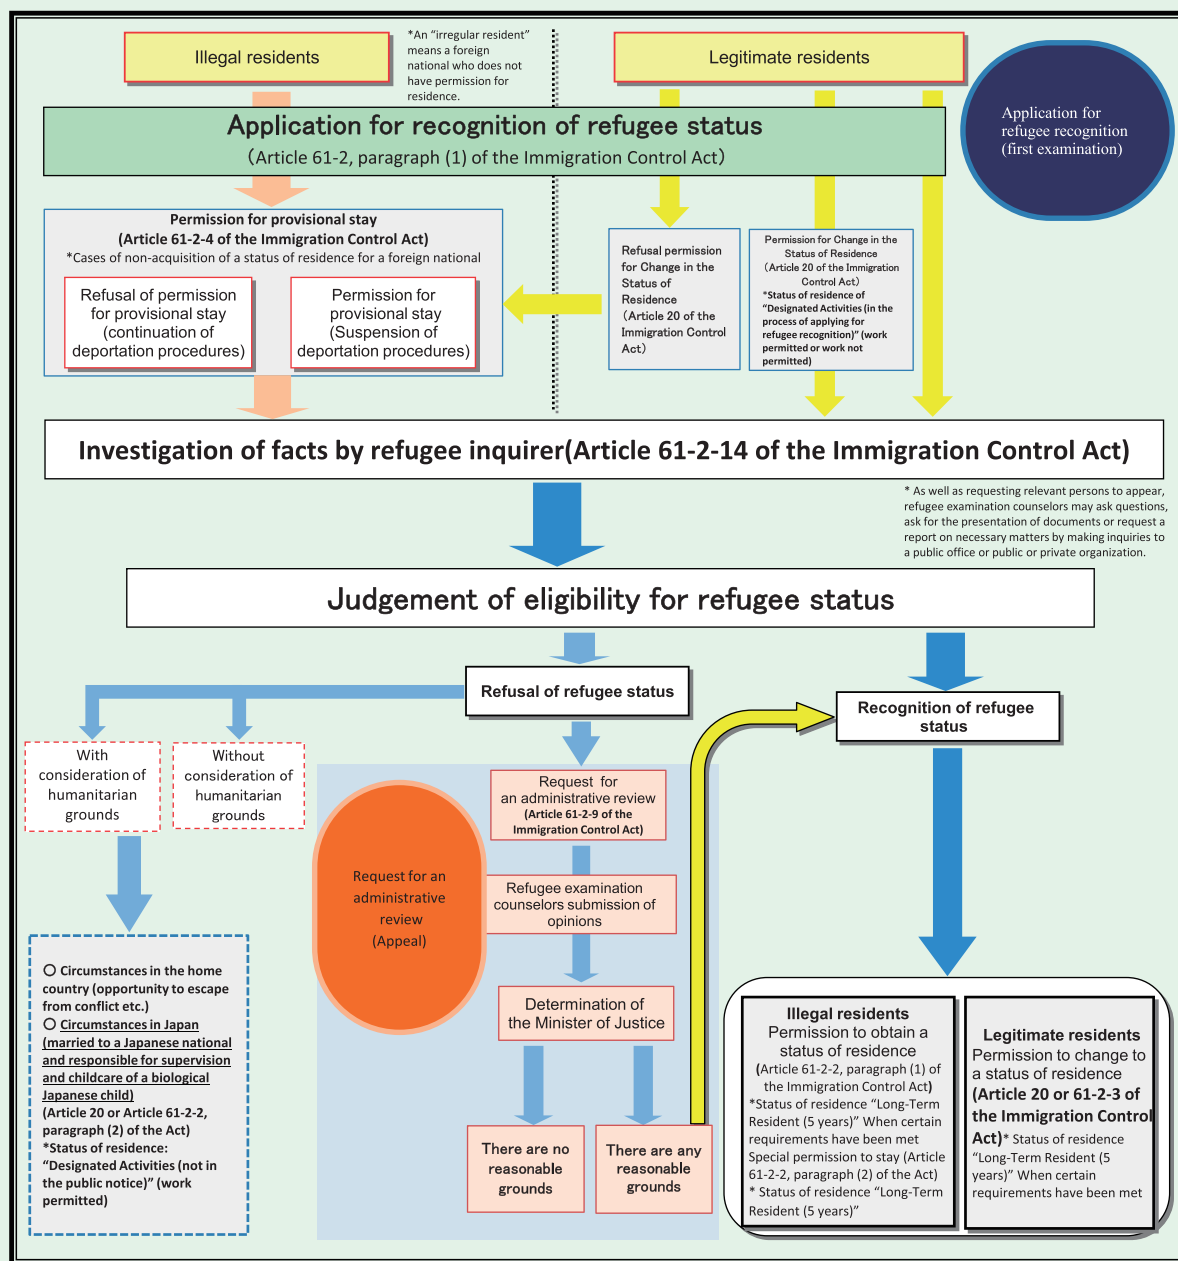 Illegal residents
*An “irregular resident”
means a foreign
national who does not
have permission for
residence.
Legitimate residents
Application for
refugee recognition
(first examination)
Application for recognition of refugee status
(Article 61-2, paragraph (1) of the Immigration Control Act)
Permission for provisional stay
(Article 61-2-4 of the Immigration Control Act)
*Cases of non-acquisition of a status of residence for a foreign national
Refusal of permission
for provisional stay
(continuation of
deportation procedures)
Permission for
provisional stay
(Suspension of
deportation procedures)
Refusal permission
for Change in the
Status of
Residence
(Article 20 of the
Immigration Control
Act)
Permission for Change in the
Status of Residence
(Article 20 of the Immigration
Control Act)
*Status of residence of
“Designated Activities (in the
process of applying for
refugee recognition)” (work
permitted or work not
permitted)
Investigation of facts by refugee inquirer(Article 61-2-14 of the Immigration Control Act)
* As well as requesting relevant persons to appear,
refugee examination counselors may ask questions,
ask for the presentation of documents or request a
report on necessary matters by making inquiries to
a public office or public or private organization.
Judgement of eligibility for refugee status
Refusal of refugee status
Recognition of refugee
status
With
consideration of
humanitarian
grounds
Without
consideration of
humanitarian
grounds
Request for
an administrative review
(Article 61-2-9 of the
Immigration Control Act)
Request for an
administrative
review
(Appeal)
Refugee examination
counselors submission of
opinions
Determination of
the Minister of Justice
There are no
reasonable
grounds
There are any
reasonable
grounds
○ Circumstances in the home
country (opportunity to escape
from conflict etc.)
○ Circumstances in Japan
(married to a Japanese national
and responsible for supervision
and childcare of a biological
Japanese child)
(Article 20 or Article 61-2-2,
paragraph (2) of the Act)
*Status of residence:
“Designated Activities (not in
the public notice)” (work
permitted)
Illegal residents
Permission to obtain a
status of residence
(Article 61-2-2, paragraph (1) of
the Immigration Control Act)
*Status of residence “Long-Term
Resident (5 years)” When certain
requirements have been met
Special permission to stay (Article
61-2-2, paragraph (2) of the Act)
* Status of residence “Long-Term
Resident (5 years)”
Legitimate residents
Permission to change to
a status of residence
(Article 20 or 61-2-3 of
the Immigration Control
Act)* Status of residence
“Long-Term Resident (5
years)” When certain
requirements have been met